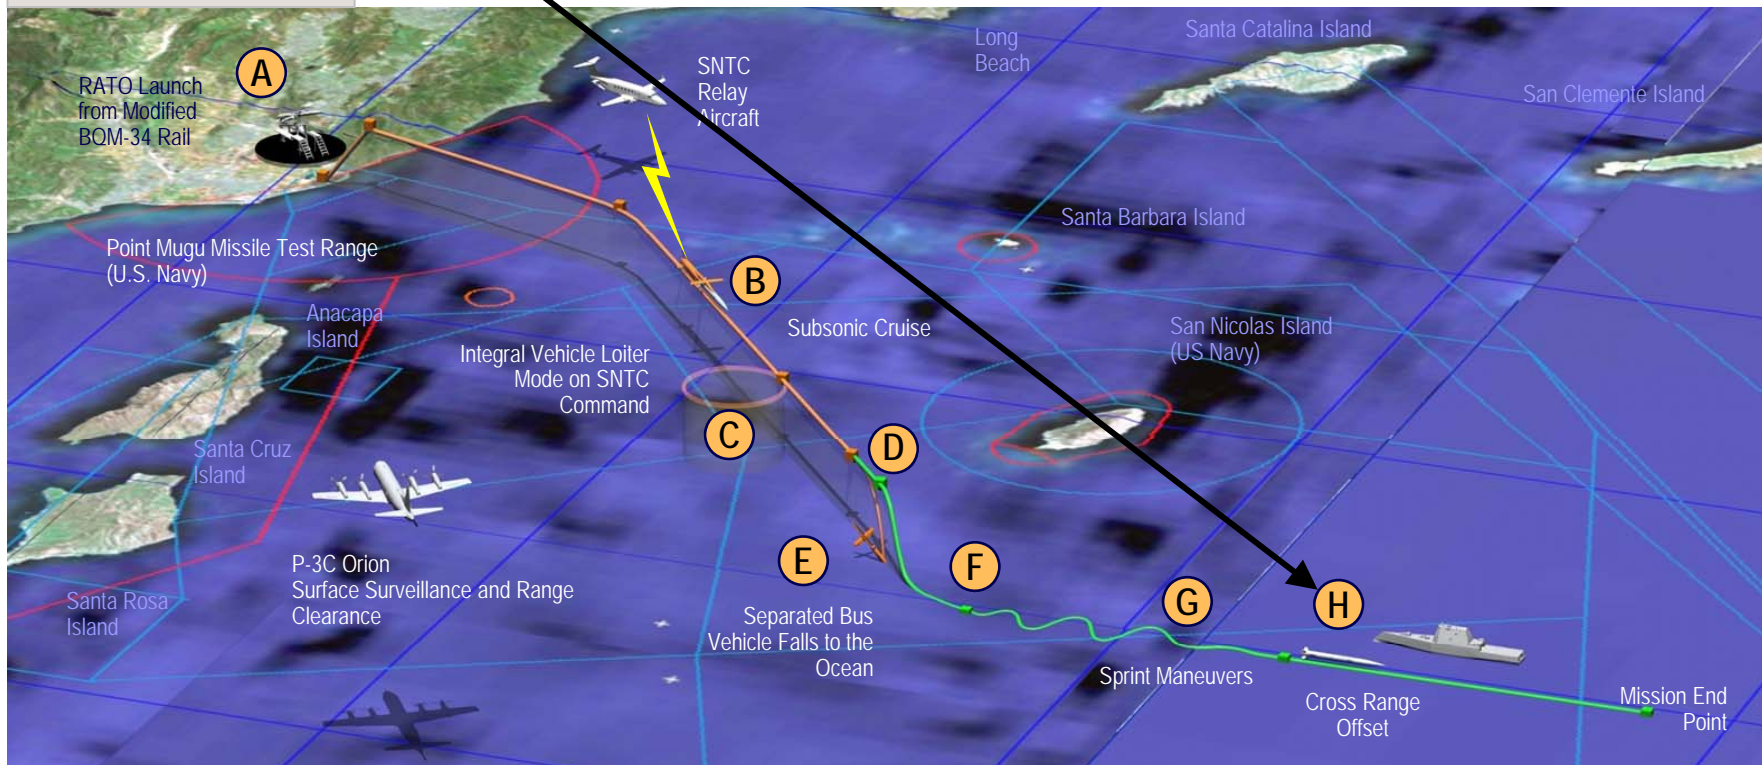 A
RATO Launch
from Modified
BQM-34 Rail
SNTC
Relay
Aircraft
Long
Beach
Santa Catalina Island
San Clemente Island
Santa Barbara Island
Point Mugu Missile Test Range
(U.S. Navy)
B
Anacapa
Island
Subsonic Cruise
San Nicolas Island
(US Navy)
Integral Vehicle Loiter
Mode on SNTC
Command
C
D
Santa Cruz
Island
P-3C Orion
Surface Surveillance and Range
Clearance
E
F
G
H
Santa Rosa
Island
Separated Bus
Vehicle Falls to the
Ocean
Sprint Maneuvers
Cross Range
Offset
Mission End
Point